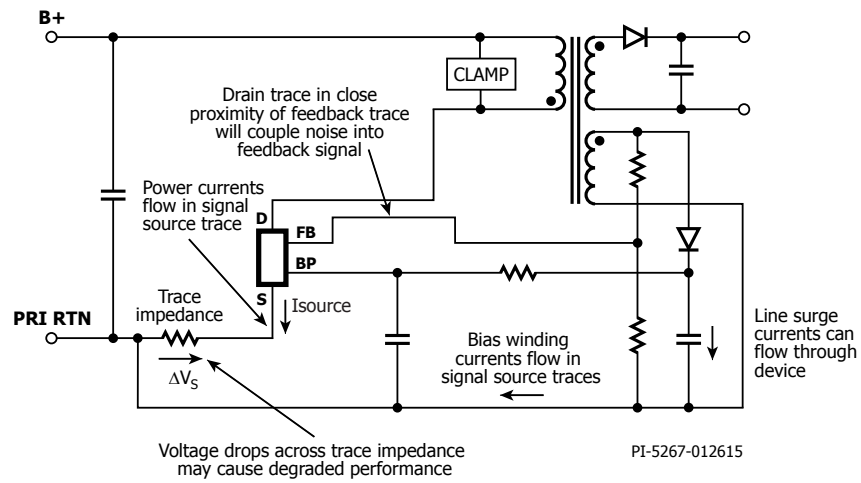 B+
CLAMP
Drain trace in close
proximity of feedback trace
will couple noise into
feedback signal
Power currents
flow in signal
source trace
D
FB
BP
S
Isource
Trace
impedance
PRI RTN
ΔVS
Bias winding
currents flow in
signal source traces
Line surge
currents can
flow through
device
Voltage drops across trace impedance
may cause degraded performance
PI-5267-012615